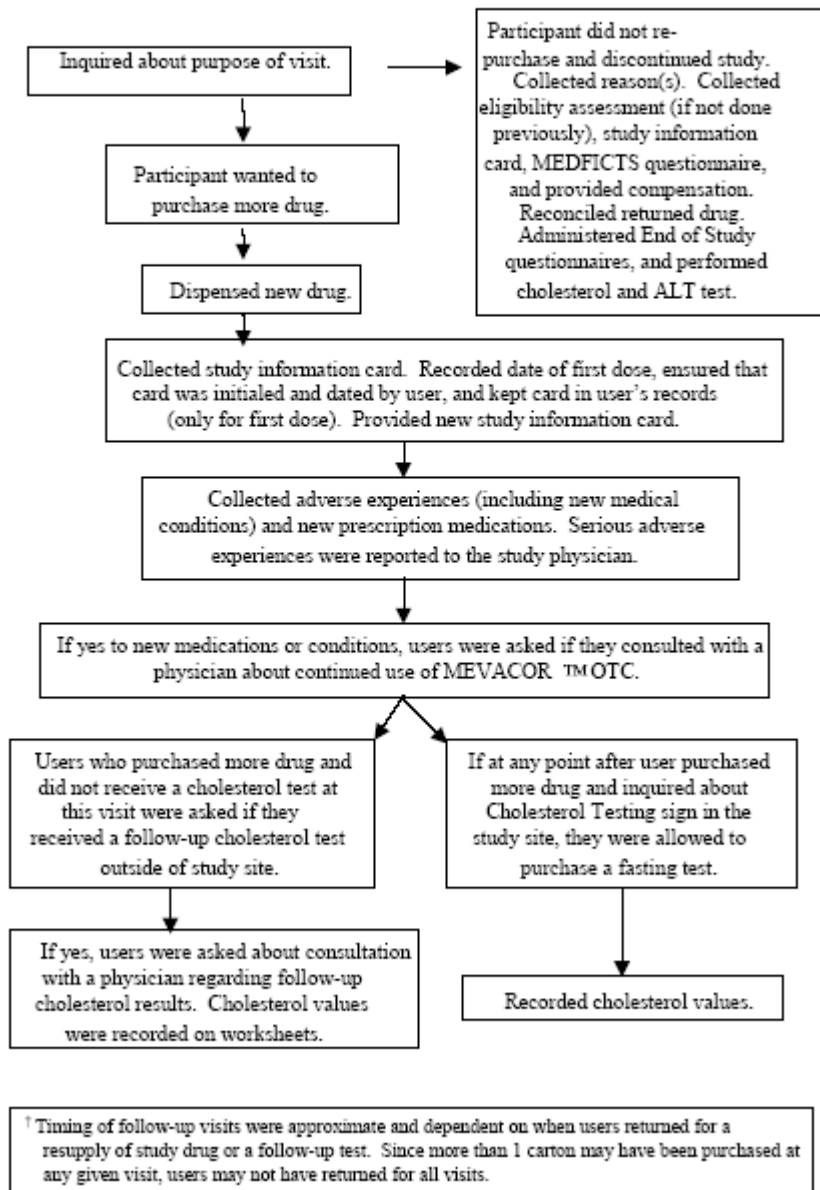 Inquired about purpose of visit.
Participant did not re-
purchase and discontinued study.
Collected reason(s). Collected
eligibility assessment (if not done
previously), study information
card, MEDFICTS questionnaire,
and provided compensation.
Reconciled returned drug.
Administered End of Study
questionnaires, and performed
cholesterol and ALT test.
Participant wanted to
purchase more drug.
Dispensed new drug.
Collected study information card. Recorded date of first dose, ensured that
card was initialed and dated by user, and kept card in user's records
(only for first dose). Provided new study information card.
Collected adverse experiences (including new medical
conditions) and new prescription medications. Serious adverse
experiences were reported to the study physician.
If yes to new medications or conditions, users were asked if they consulted with a
physician about continued use of MEVACOR ™ OTC.
Users who purchased more drug and
did not receive a cholesterol test at
this visit were asked if they
received a follow-up cholesterol test
outside of study site.
If at any point after user purchased
more drug and inquired about
Cholesterol Testing sign in the
study site, they were allowed to
purchase a fasting test.
If yes, users were asked about consultation
with a physician regarding follow-up
cholesterol results. Cholesterol values
were recorded on worksheets.
Recorded cholesterol values.
† Timing of follow-up visits were approximate and dependent on when users returned for a
resupply of study drug or a follow-up test. Since more than 1 carton may have been purchased at
any given visit, users may not have returned for all visits.